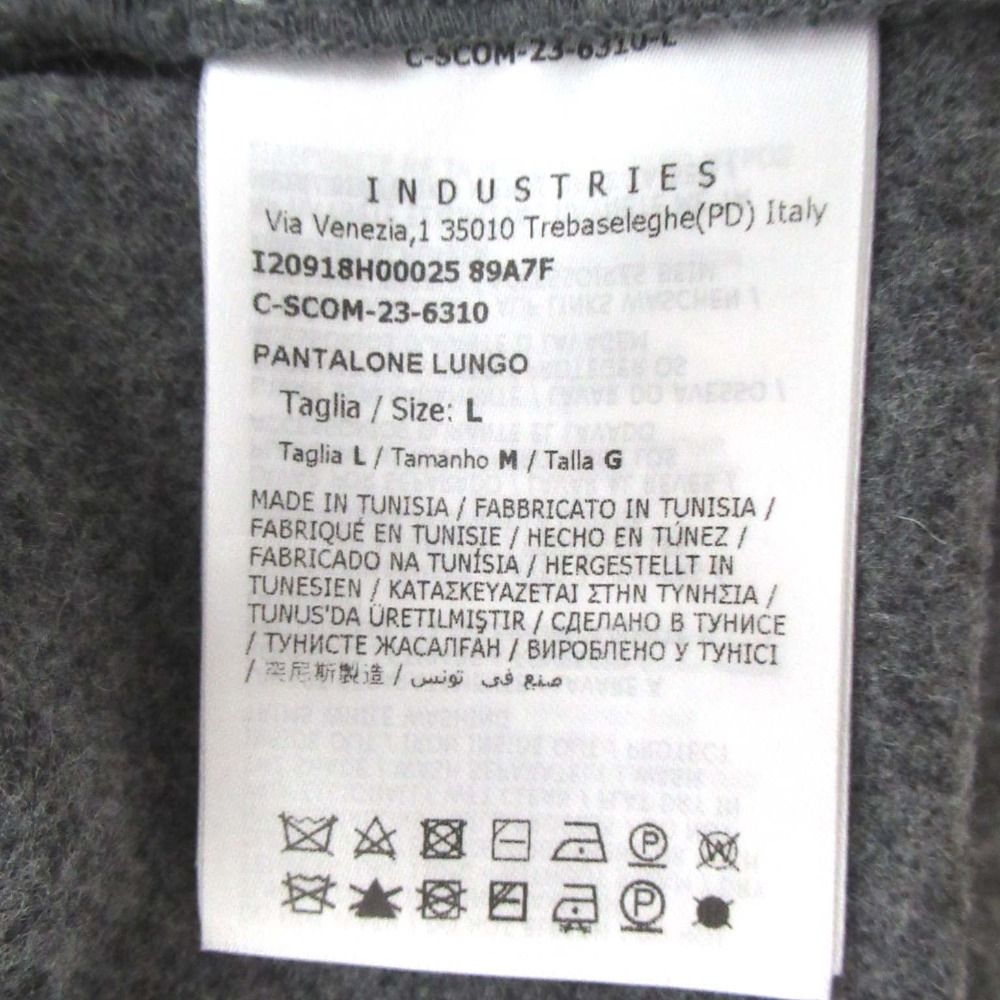 C-SCOM-23-6310-L
INDUSTRIES
Via Venezia,1 35010 Trebaseleghe(PD) Italy
I20918H00025 89A7F
C-SCOM-23-6310
PANTALONE LUNGO
Taglia / Size: L
Taglia L / Tamanho M / Talla G
MADE IN TUNISIA / FABBRICATO IN TUNISIA /
FABRIQUÉ EN TUNISIE / HECHO EN TÚNEZ /
FABRICADO NA TUNÍSIA / HERGESTELLT IN
TUNESIEN / ΚΑΤΑΣΚΕΥΑΖΕΤΑΙ ΣΤΗΝ ΤΥΝΗΣΙΑ /
TUNUS'DA ÜRETILMIŞTIR / СДЕЛАНО В ТУНИСЕ
/ ТУНИСТЕ ЖАСАЛҒАН / ВИРОБЛЕНО У ТУНІСІ
/ 突尼斯製造 / صنع في تونس